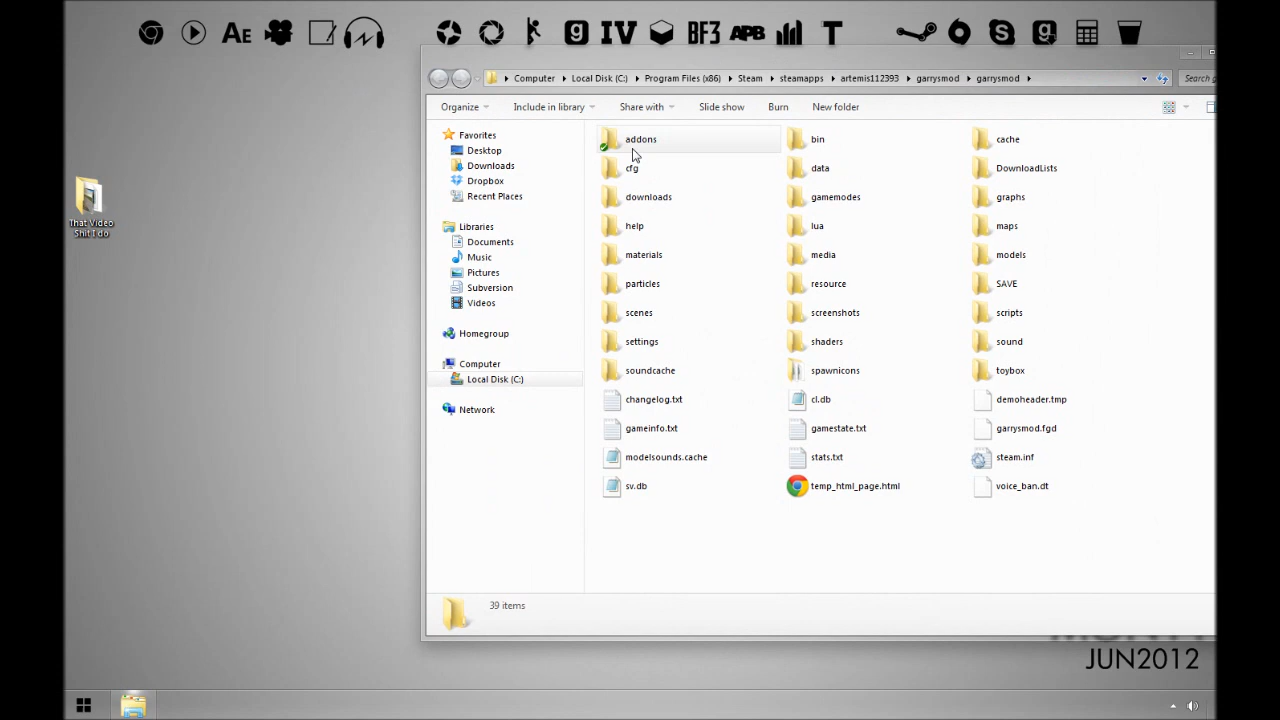 Ae IV BF3 APB T
Computer Local Disk (C:) Program Files (x86) Steam steamapps artemis112393 garrysmod garrysmod
Search g
Organize Include in library Share with Slide show Burn New folder
Favorites
Desktop
Downloads
Dropbox
Recent Places
Libraries
Documents
Music
Pictures
Subversion
Videos
Homegroup
Computer
Local Disk (C:)
Network
addons bin cache
cfg data DownloadLists
downloads gamemodes graphs
help lua maps
materials media models
particles resource SAVE
scenes screenshots scripts
settings shaders sound
soundcache spawnicons toybox
changelog.txt cl.db demoheader.tmp
gameinfo.txt gamestate.txt garrysmod.fgd
modelsounds.cache stats.txt steam.inf
sv.db temp_html_page.html voice_ban.dt
39 items
That Video
Shit I do
JUN2012